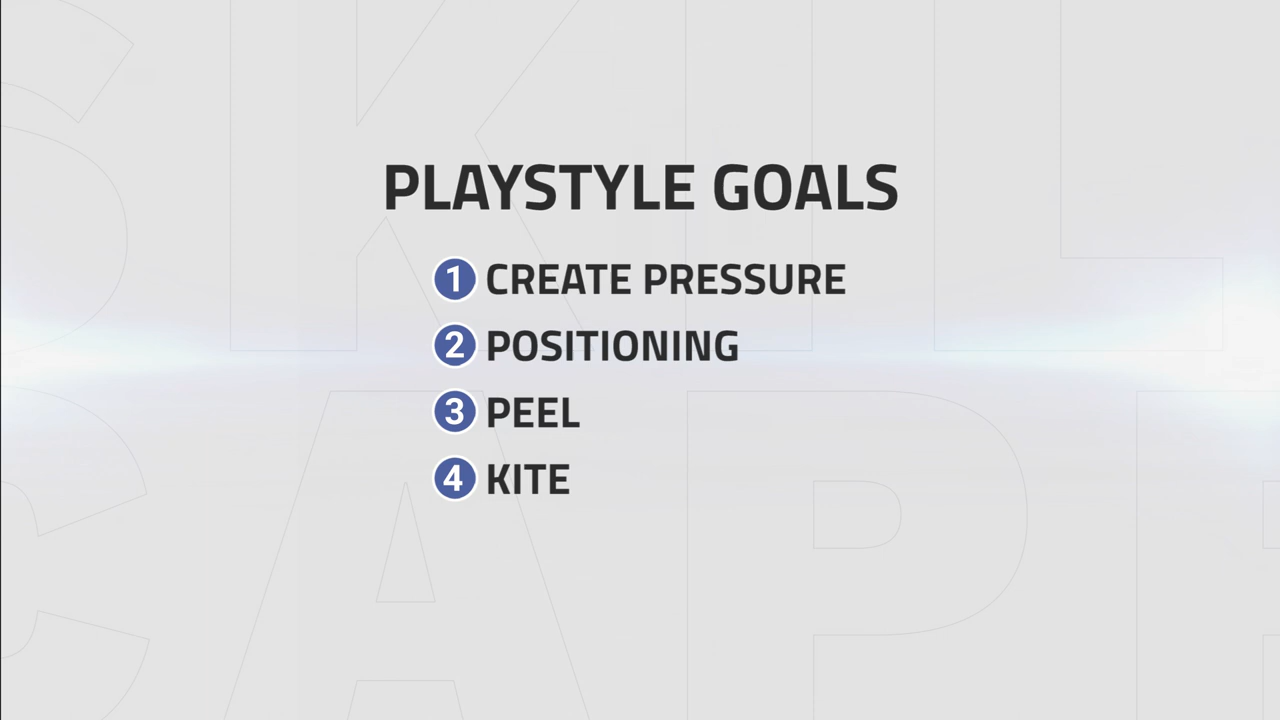 PLAYSTYLE GOALS
1 CREATE PRESSURE
2 POSITIONING
3 PEEL
4 KITE